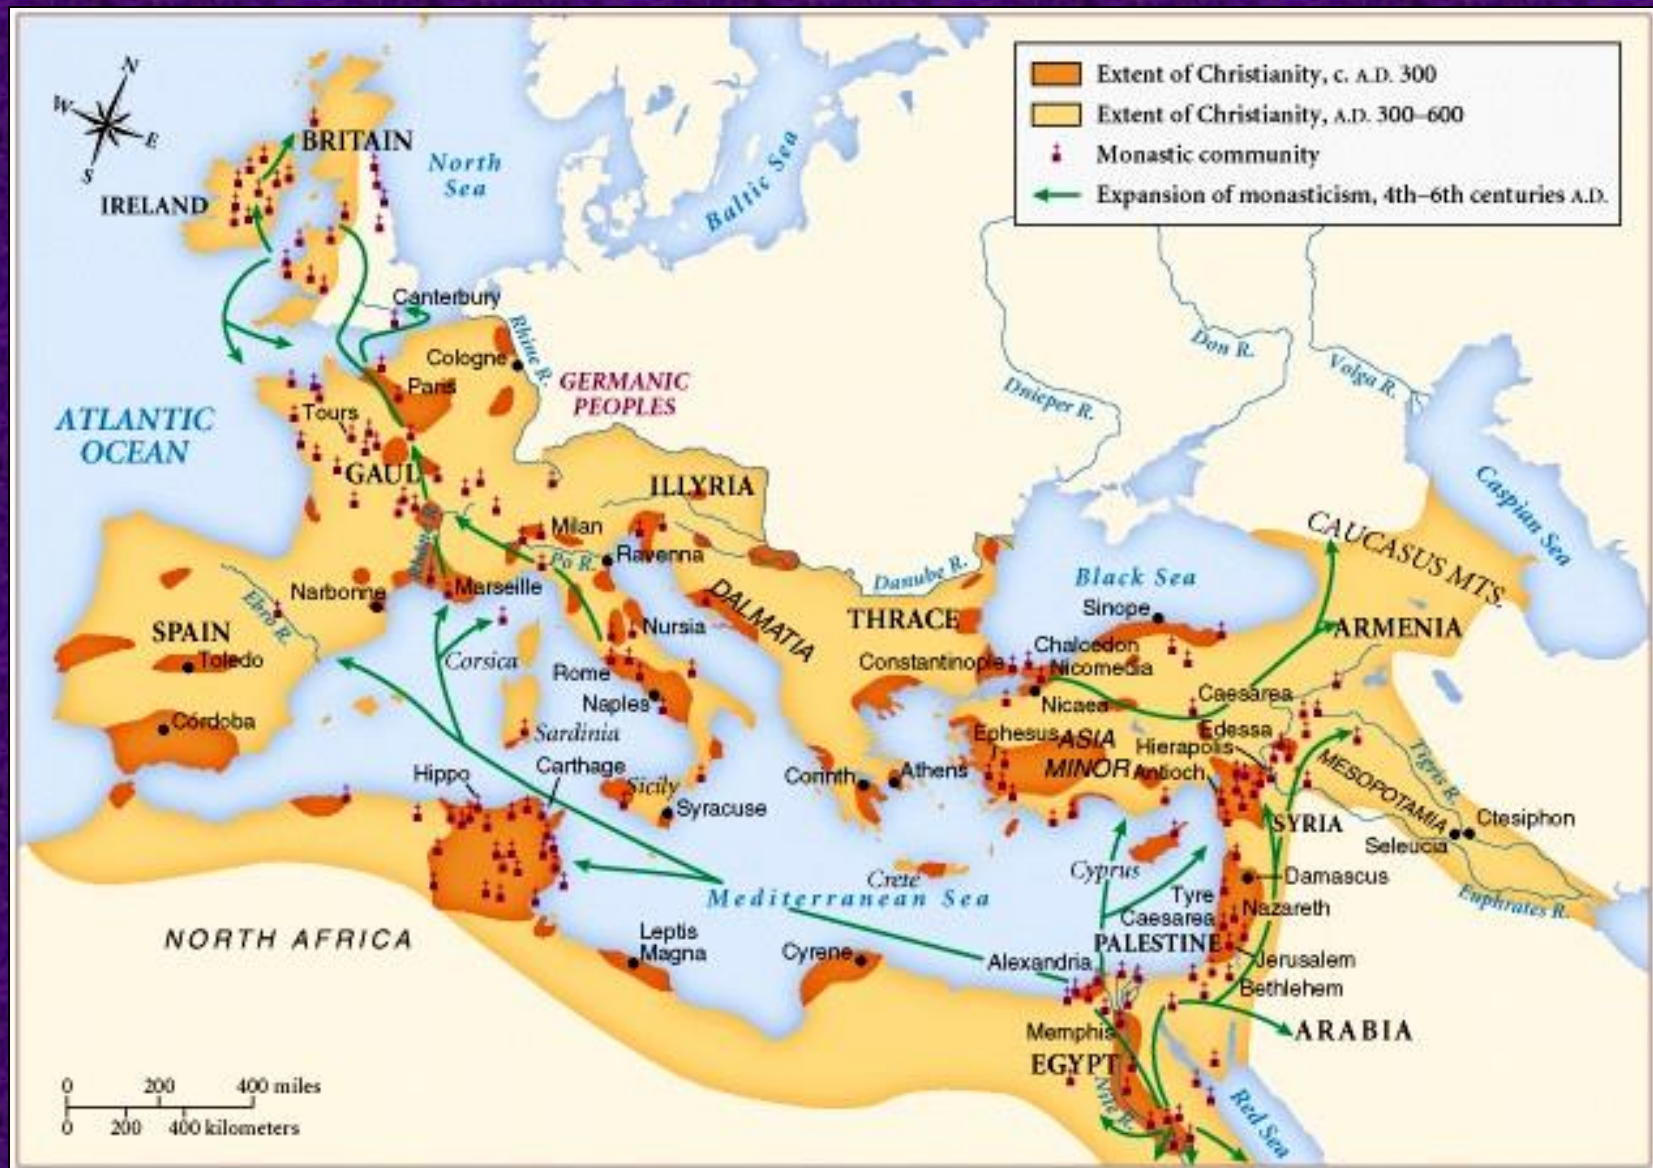 N
W
E
S
Extent of Christianity, c. A.D. 300
Extent of Christianity, A.D. 300–600
Monastic community
Expansion of monasticism, 4th–6th centuries A.D.
BRITAIN
North
Sea
Baltic Sea
IRELAND
Canterbury
Rhine R.
Cologne
GERMANIC
PEOPLES
Paris
Don R.
Volga R.
Dnieper R.
ATLANTIC
OCEAN
Tours
GAUL
ILLYRIA
Caspian Sea
Milan
CAUCASUS MTS.
Po R.
Ravenna
Danube R.
Black Sea
Narbonne
Marseille
DALMATIA
THRACE
Sinope
Ebro R.
SPAIN
Nursia
Chalcedon
ARMENIA
Toledo
Corsica
Rome
Constantinople
Nicomedia
Naples
Nicaea
Caesarea
Córdoba
Sardinia
Ephesus
ASIA
MINOR
Edessa
Hierapolis
Antioch
MESOPOTAMIA
Tigris R.
Hippo
Carthage
Sicily
Syracuse
Corinth
Athens
SYRIA
Ctesiphon
Seleucia
Crete
Cyprus
Damascus
Mediterranean Sea
Tyre
Caesarea
Nazareth
Euphrates R.
NORTH AFRICA
Leptis
Magna
Cyrene
Alexandria
PALESTINE
Jerusalem
Bethlehem
Memphis
ARABIA
EGYPT
Nile R.
Red Sea
0 200 400 miles
0 200 400 kilometers